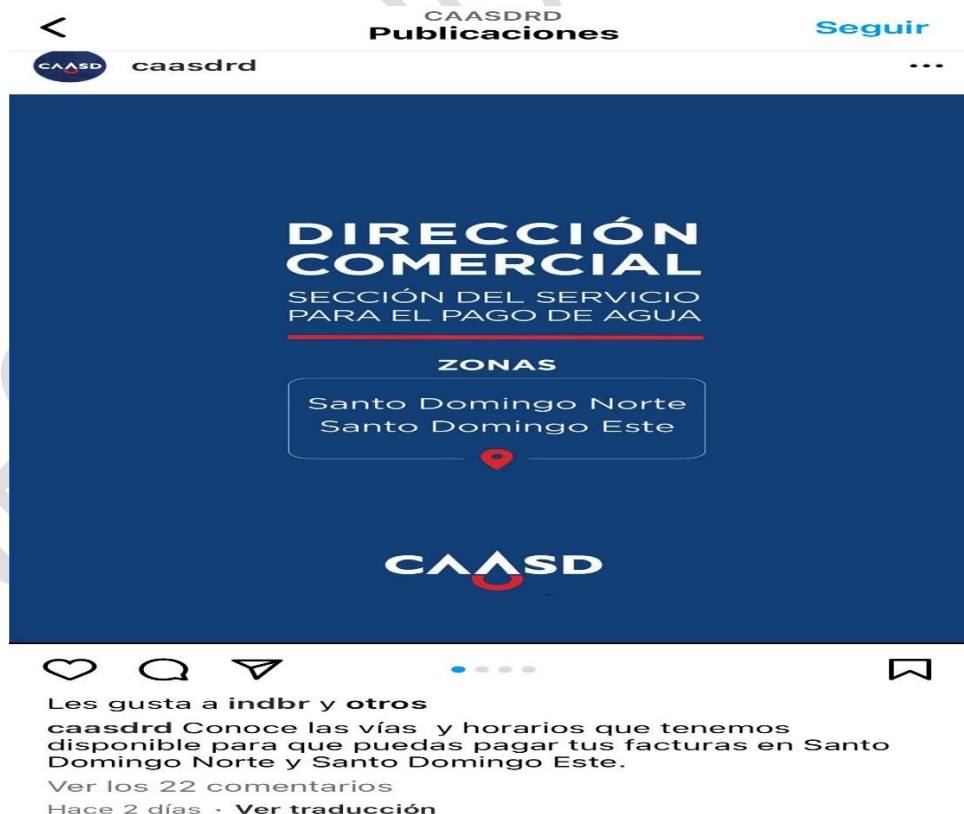 CAASDRD
Publicaciones
Seguir
CAASD
caasdrd
DIRECCIÓN
COMERCIAL
SECCIÓN DEL SERVICIO
PARA EL PAGO DE AGUA
ZONAS
Santo Domingo Norte
Santo Domingo Este
CAASD
Les gusta a indbr y otros
caasdrd Conoce las vías y horarios que tenemos
disponible para que puedas pagar tus facturas en Santo
Domingo Norte y Santo Domingo Este.
Ver los 22 comentarios
Hace 2 días · Ver traducción